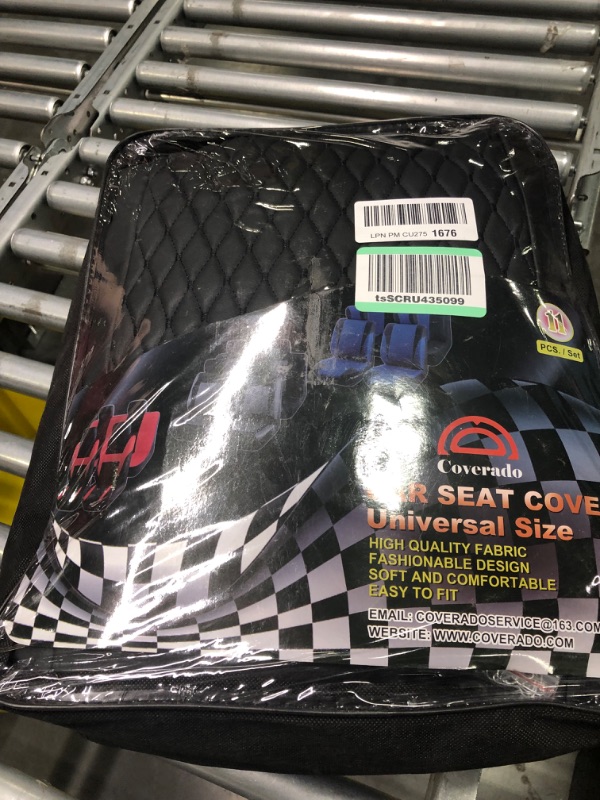 LPN PM CU275 1676
tsSCRU435099
11
PCS. / Set
Coverado
SEAT COVE
Universal Size
HIGH QUALITY FABRIC
FASHIONABLE DESIGN
SOFT AND COMFORTABLE
EASY TO FIT
EMAIL: COVERADOSERVICE@163.COM
WEBSITE: WWW.COVERADO.COM